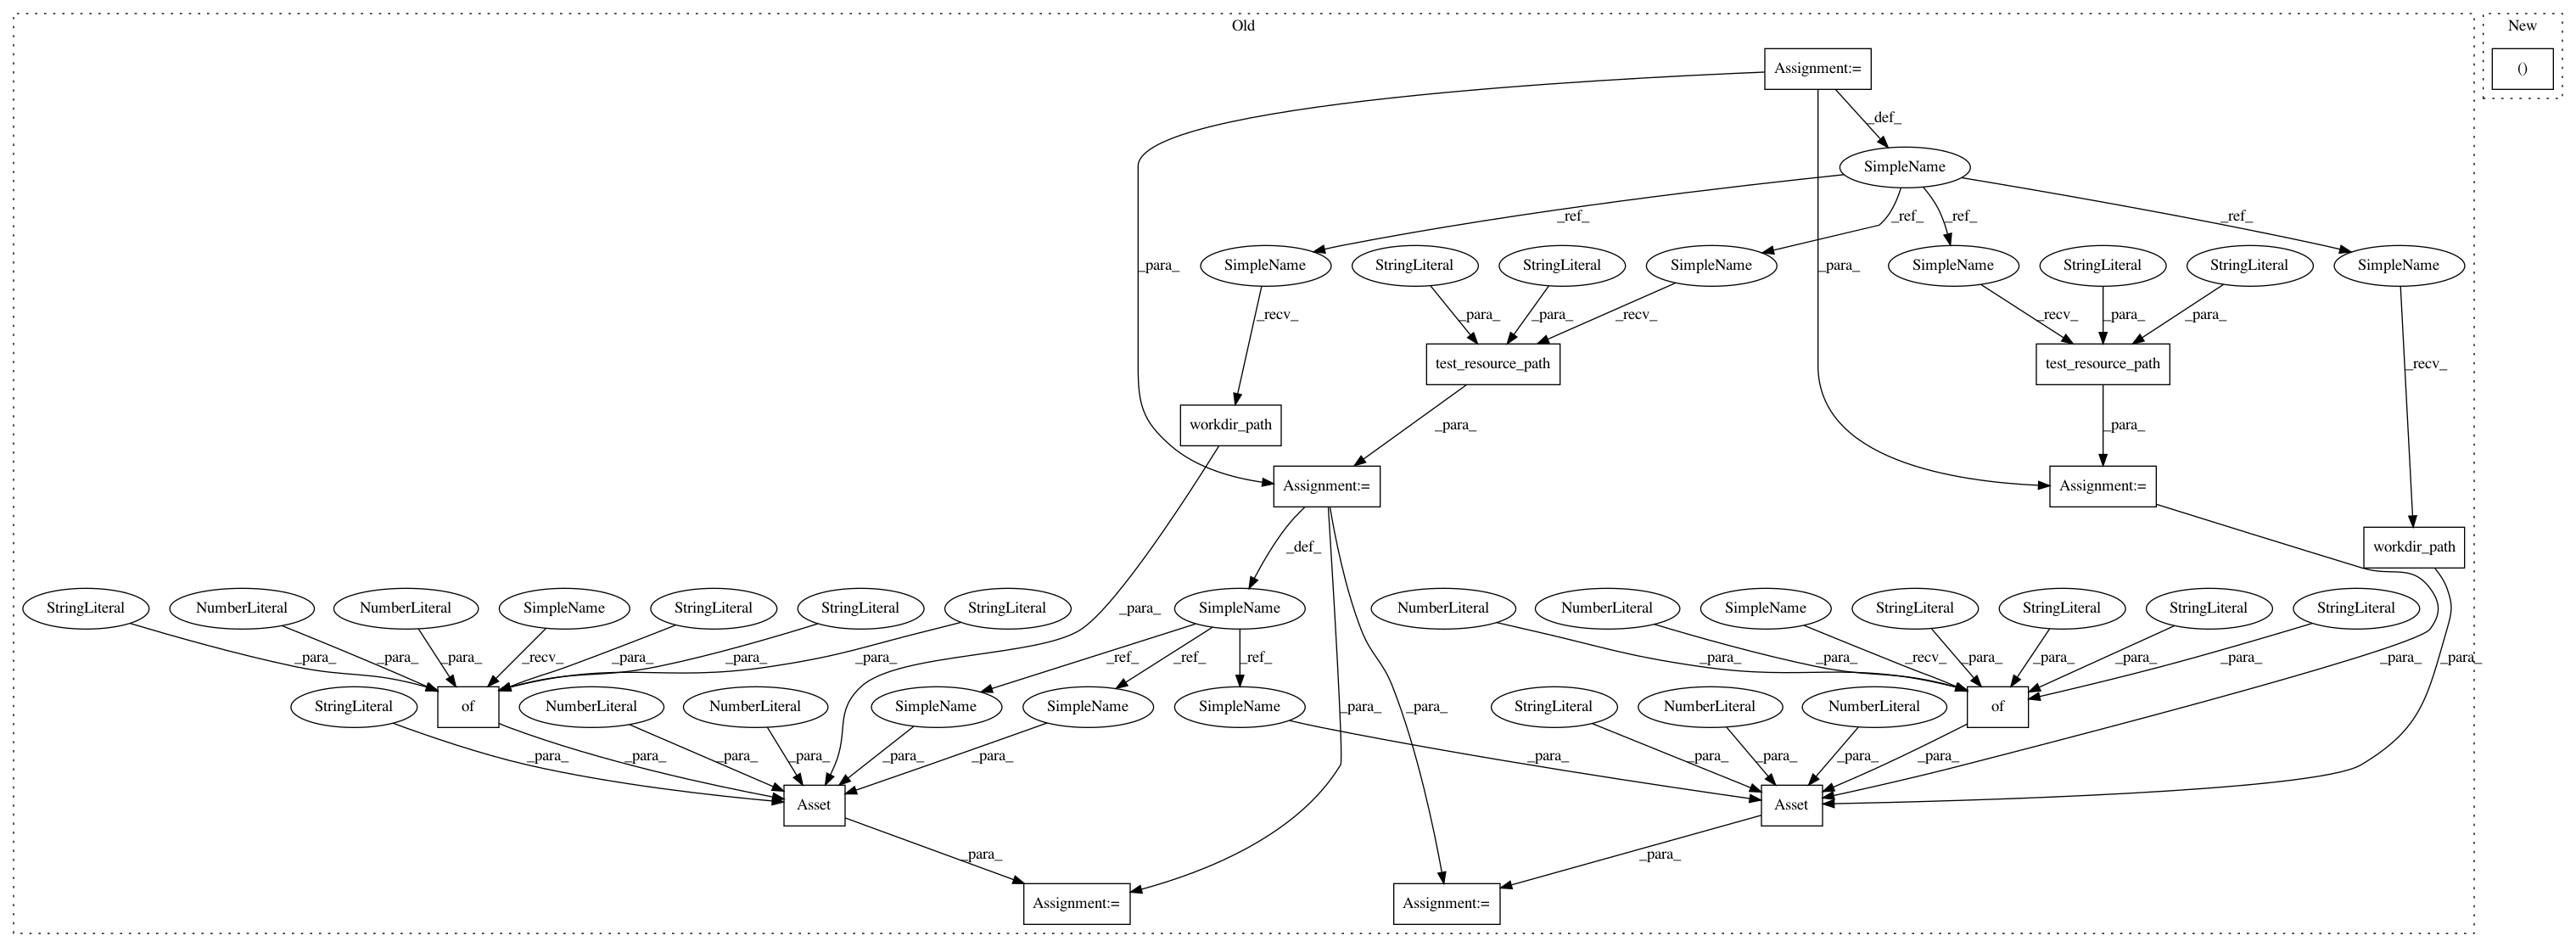 Old
New
Assignment:=
()
_def_
SimpleName
_ref_
_ref_
_ref_
_ref_
_para_
_para_
SimpleName
StringLiteral
StringLiteral
SimpleName
SimpleName
StringLiteral
StringLiteral
SimpleName
_recv_
_para_
_para_
_recv_
_recv_
_para_
_para_
_recv_
test_resource_path
test_resource_path
workdir_path
_para_
_para_
Assignment:=
Assignment:=
workdir_path
_def_
StringLiteral
NumberLiteral
NumberLiteral
SimpleName
StringLiteral
StringLiteral
StringLiteral
_para_
SimpleName
NumberLiteral
NumberLiteral
SimpleName
StringLiteral
StringLiteral
StringLiteral
StringLiteral
_para_
_para_
_para_
_recv_
_para_
_para_
_para_
_ref_
_ref_
_ref_
_para_
_para_
_recv_
_para_
_para_
_para_
_para_
_para_
_para_
StringLiteral
of
NumberLiteral
NumberLiteral
SimpleName
SimpleName
SimpleName
_para_
_para_
StringLiteral
NumberLiteral
NumberLiteral
of
_para_
_para_
_para_
_para_
_para_
_para_
_para_
_para_
_para_
_para_
_para_
Asset
Asset
_para_
_para_
Assignment:=
Assignment:=